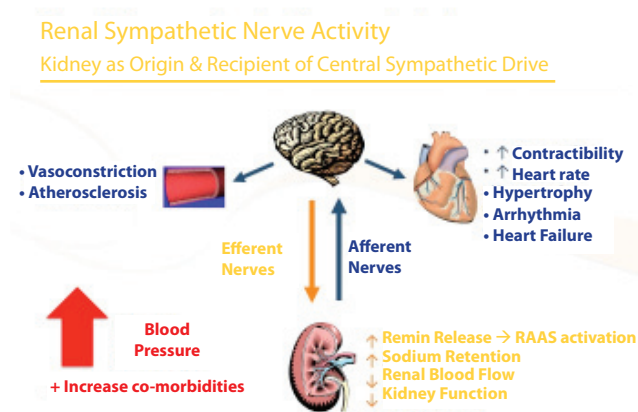 Renal Sympathetic Nerve Activity
Kidney as Origin & Recipient of Central Sympathetic Drive
• Vasoconstriction
• Atherosclerosis
• ↑ Contractibility
• ↑ Heart rate
• Hypertrophy
• Arrhythmia
• Heart Failure
Efferent
Nerves
Afferent
Nerves
Blood
Pressure
+ Increase co-morbidities
↑ Remin Release → RAAS activation
↑ Sodium Retention
↓ Renal Blood Flow
↓ Kidney Function